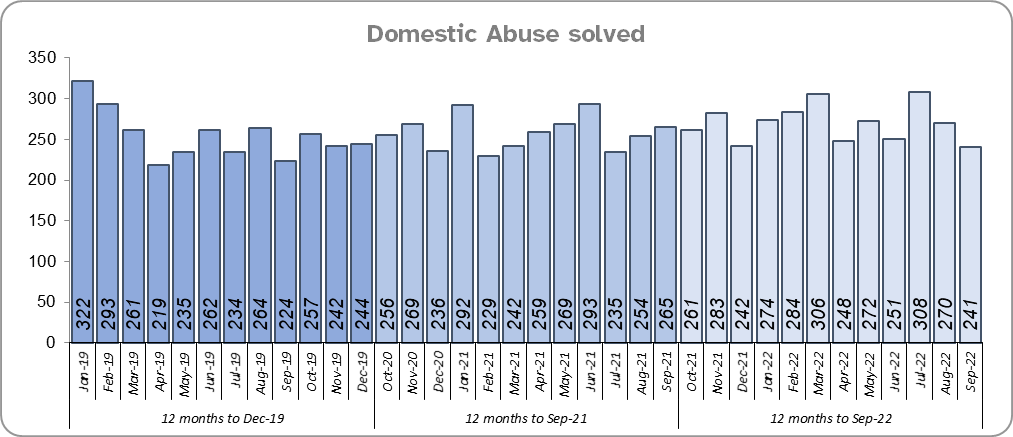 Domestic Abuse solved
350
300
250
200
150
100
50
0
322 293 261 219 235 262 234 264 224 257 242 244 256 269 236 292 229 242 259 269 293 235 254 265 261 283 242 274 284 306 248 272 251 308 270 241
Jan-19 Feb-19 Mar-19 Apr-19 May-19 Jun-19 Jul-19 Aug-19 Sep-19 Oct-19 Nov-19 Dec-19 Oct-20 Nov-20 Dec-20 Jan-21 Feb-21 Mar-21 Apr-21 May-21 Jun-21 Jul-21 Aug-21 Sep-21 Oct-21 Nov-21 Dec-21 Jan-22 Feb-22 Mar-22 Apr-22 May-22 Jun-22 Jul-22 Aug-22 Sep-22
12 months to Dec-19 12 months to Sep-21 12 months to Sep-22